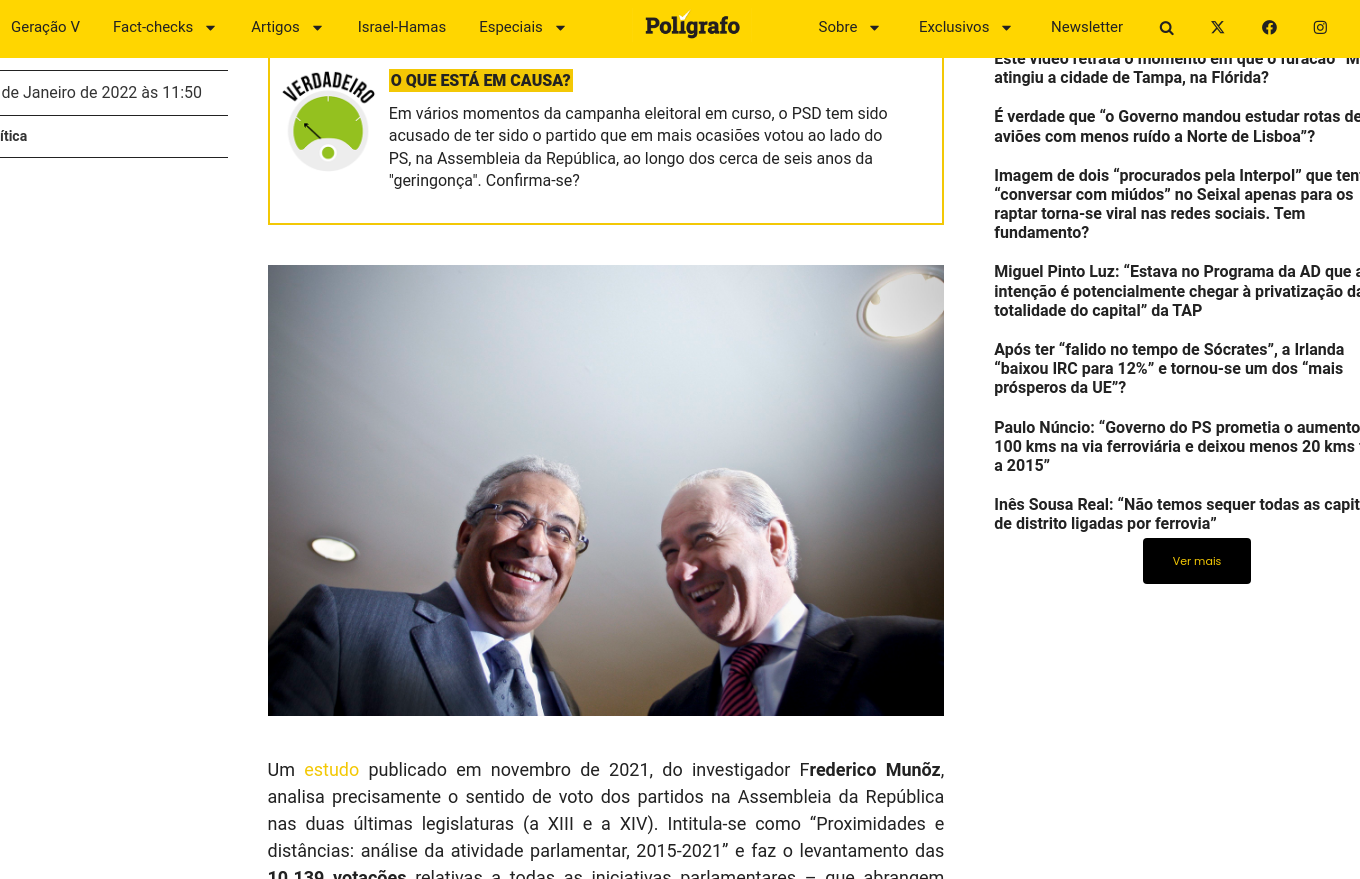 Geração V Fact-checks Artigos Israel-Hamas Especiais Polígrafo Sobre Exclusivos Newsletter
de Janeiro de 2022 às 11:50
ítica
VERDADEIRO
O QUE ESTÁ EM CAUSA?
Em vários momentos da campanha eleitoral em curso, o PSD tem sido
acusado de ter sido o partido que em mais ocasiões votou ao lado do
PS, na Assembleia da República, ao longo dos cerca de seis anos da
"geringonça". Confirma-se?
Um estudo publicado em novembro de 2021, do investigador Frederico Munõz,
analisa precisamente o sentido de voto dos partidos na Assembleia da República
nas duas últimas legislaturas (a XIII e a XIV). Intitula-se como “Proximidades e
distâncias: análise da atividade parlamentar, 2015-2021” e faz o levantamento das
10.139 votações relativas a todas as iniciativas parlamentares – que abrangem
Este vídeo retrata o momento em que o furacão “M
atingiu a cidade de Tampa, na Flórida?
É verdade que “o Governo mandou estudar rotas de
aviões com menos ruído a Norte de Lisboa”?
Imagem de dois “procurados pela Interpol” que ten
“conversar com miúdos” no Seixal apenas para os
raptar torna-se viral nas redes sociais. Tem
fundamento?
Miguel Pinto Luz: “Estava no Programa da AD que a
intenção é potencialmente chegar à privatização da
totalidade do capital” da TAP
Após ter “falido no tempo de Sócrates”, a Irlanda
“baixou IRC para 12%” e tornou-se um dos “mais
prósperos da UE”?
Paulo Núncio: “Governo do PS prometia o aumento
100 kms na via ferroviária e deixou menos 20 kms
a 2015”
Inês Sousa Real: “Não temos sequer todas as capit
de distrito ligadas por ferrovia”
Ver mais